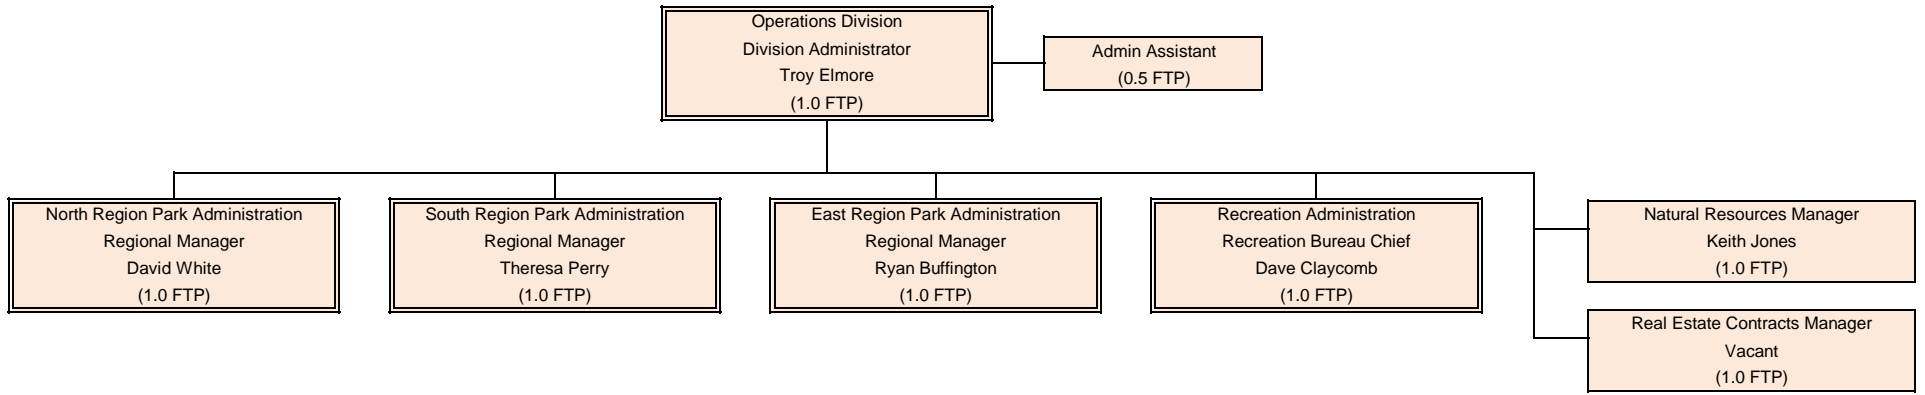 Operations Division
Division Administrator
Troy Elmore
(1.0 FTP)
Admin Assistant
(0.5 FTP)
North Region Park Administration
Regional Manager
David White
(1.0 FTP)
South Region Park Administration
Regional Manager
Theresa Perry
(1.0 FTP)
East Region Park Administration
Regional Manager
Ryan Buffington
(1.0 FTP)
Recreation Administration
Recreation Bureau Chief
Dave Claycomb
(1.0 FTP)
Natural Resources Manager
Keith Jones
(1.0 FTP)
Real Estate Contracts Manager
Vacant
(1.0 FTP)